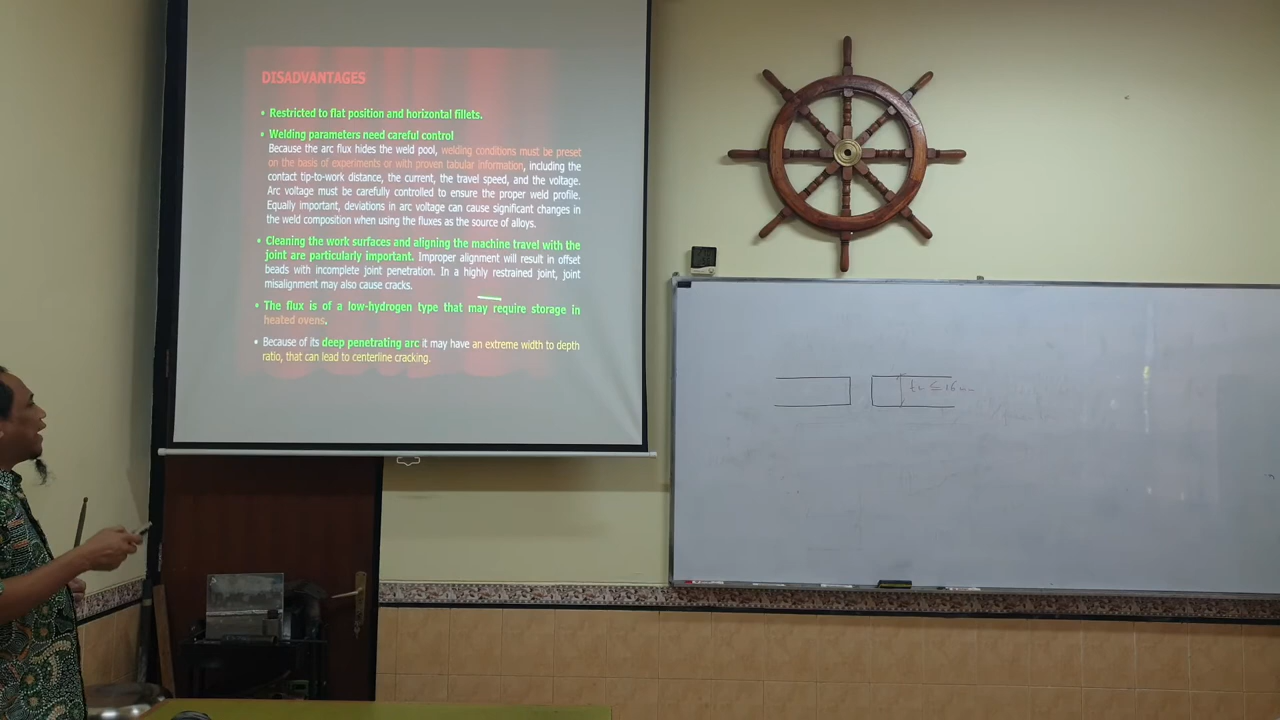 DISADVANTAGES
• Restricted to flat position and horizontal fillets.
• Welding parameters need careful control
Because the arc flux hides the weld pool, welding conditions must be preset
on the basis of experiments or with proven tabular information, including the
contact tip-to-work distance, the current, the travel speed, and the voltage.
Arc voltage must be carefully controlled to ensure the proper weld profile.
Equally important, deviations in arc voltage can cause significant changes in
the weld composition when using the fluxes as the source of alloys.
• Cleaning the work surfaces and aligning the machine travel with the
joint are particularly important. Improper alignment will result in offset
beads with incomplete joint penetration. In a highly restrained joint, joint
misalignment may also cause cracks.
• The flux is of a low-hydrogen type that may require storage in
heated ovens.
• Because of its deep penetrating arc it may have an extreme width to depth
ratio, that can lead to centerline cracking.
≤ 16